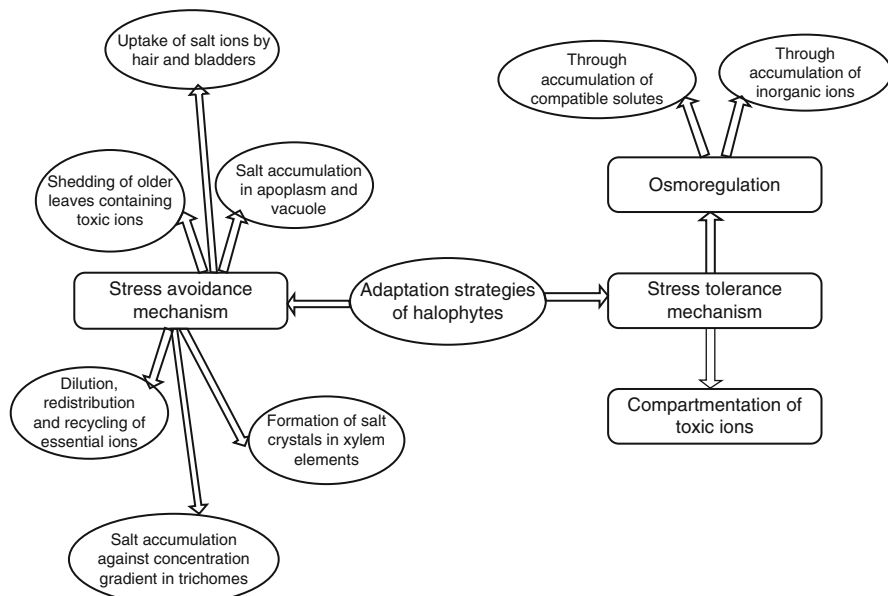 Uptake of salt ions by
hair and bladders
Through
accumulation of
compatible solutes
Through
accumulation of
inorganic ions
Shedding of older
leaves containing
toxic ions
Salt accumulation
in apoplasm and
vacuole
Osmoregulation
Stress avoidance
mechanism
Adaptation strategies
of halophytes
Stress tolerance
mechanism
Dilution,
redistribution
and recycling of
essential ions
Formation of salt
crystals in xylem
elements
Compartmentation of
toxic ions
Salt accumulation
against concentration
gradient in trichomes